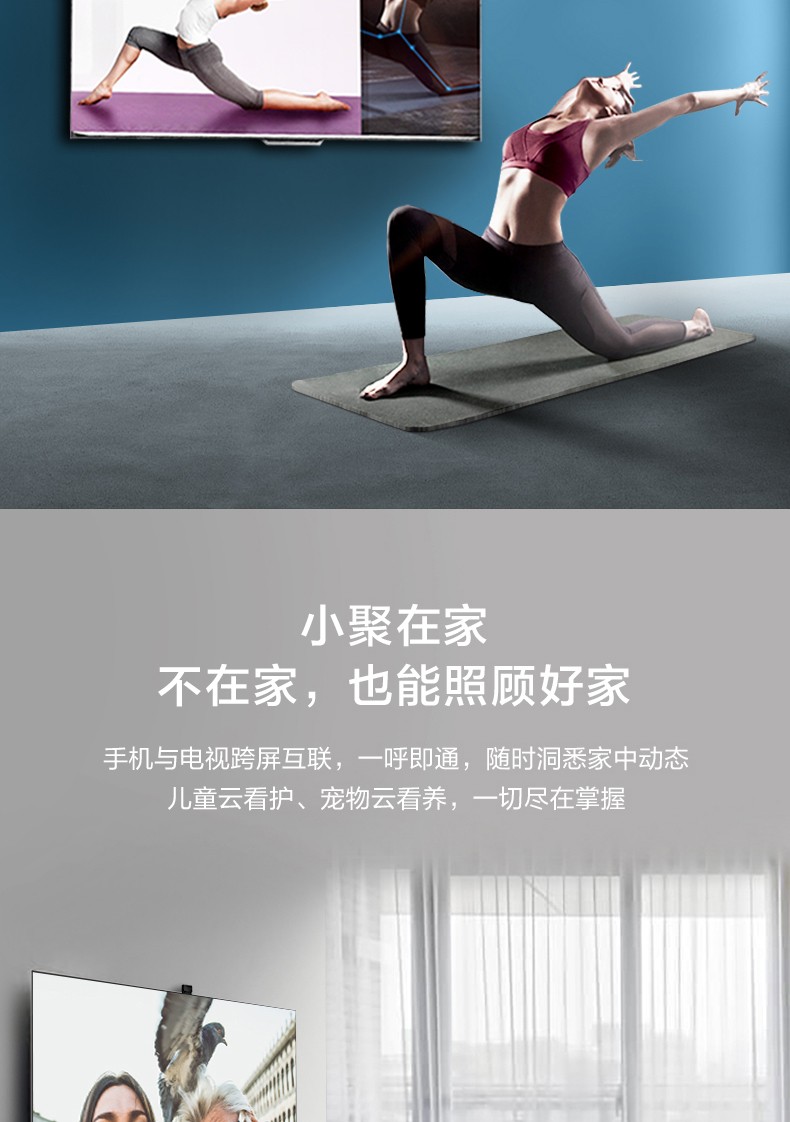 小聚在家
不在家，也能照顾好家
手机与电视跨屏互联，一呼即通，随时洞悉家中动态
儿童云看护、宠物云看养，一切尽在掌握